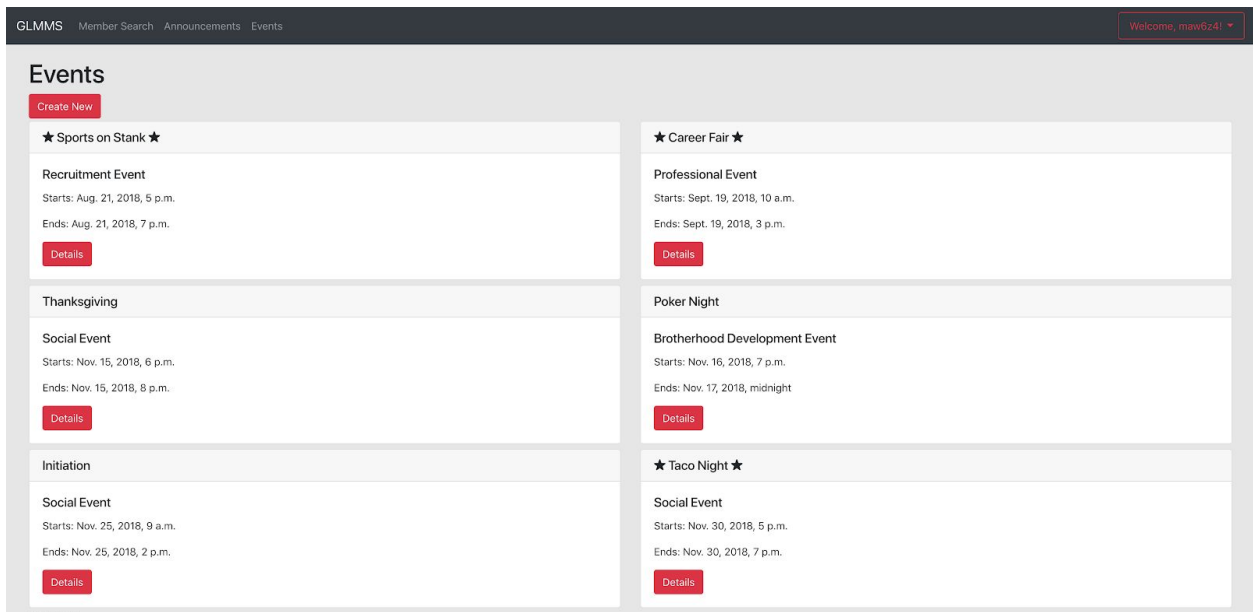 GLMMS Member Search Announcements Events Welcome, maw6z4!
Events
Create New
★ Sports on Stank ★
Recruitment Event
Starts: Aug. 21, 2018, 5 p.m.
Ends: Aug. 21, 2018, 7 p.m.
Details
★ Career Fair ★
Professional Event
Starts: Sept. 19, 2018, 10 a.m.
Ends: Sept. 19, 2018, 3 p.m.
Details
Thanksgiving
Social Event
Starts: Nov. 15, 2018, 6 p.m.
Ends: Nov. 15, 2018, 8 p.m.
Details
Poker Night
Brotherhood Development Event
Starts: Nov. 16, 2018, 7 p.m.
Ends: Nov. 17, 2018, midnight
Details
Initiation
Social Event
Starts: Nov. 25, 2018, 9 a.m.
Ends: Nov. 25, 2018, 2 p.m.
Details
★ Taco Night ★
Social Event
Starts: Nov. 30, 2018, 5 p.m.
Ends: Nov. 30, 2018, 7 p.m.
Details